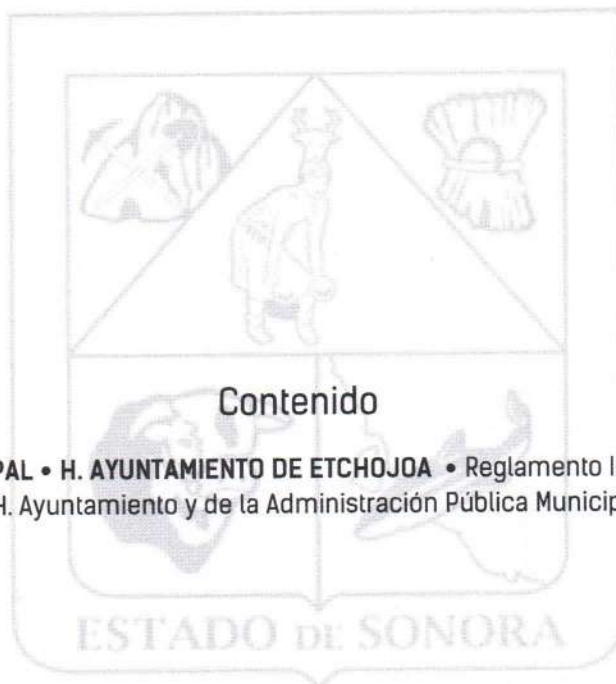 Contenido
PAL • H. AYUNTAMIENTO DE ETCHOJOA • Reglamento I
H. Ayuntamiento y de la Administración Pública Municip
ESTADO DE SONORA